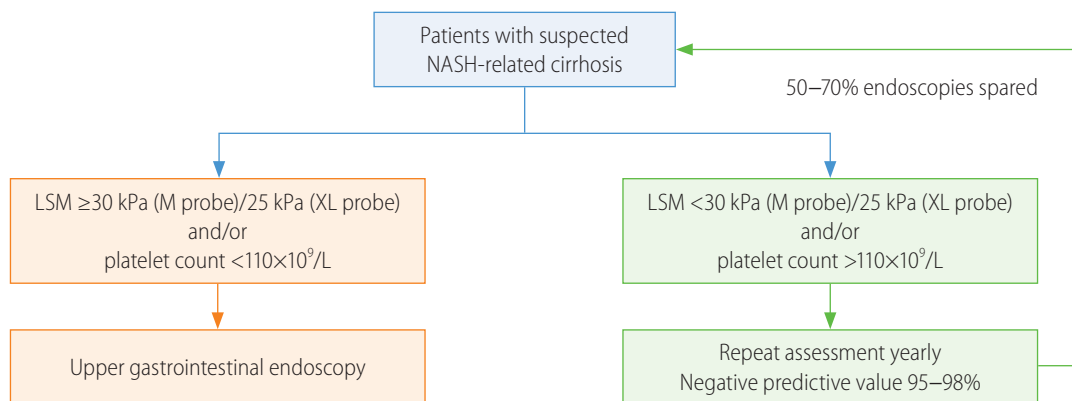 Patients with suspected
NASH-related cirrhosis
50–70% endoscopies spared
LSM ≥30 kPa (M probe)/25 kPa (XL probe)
and/or
platelet count <110×10⁹/L
LSM <30 kPa (M probe)/25 kPa (XL probe)
and/or
platelet count >110×10⁹/L
Upper gastrointestinal endoscopy
Repeat assessment yearly
Negative predictive value 95–98%